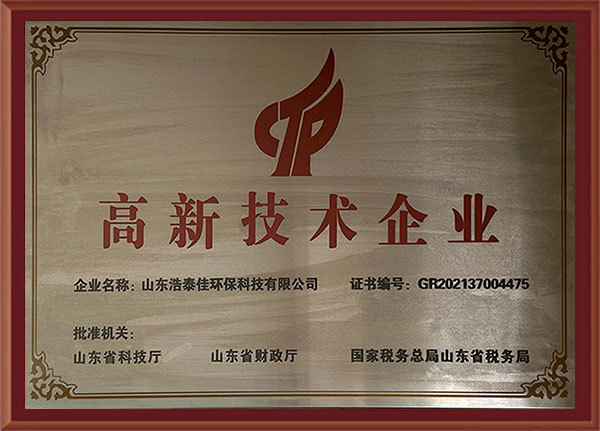 CTP
高新技术企业
企业名称：山东浩泰佳环保科技有限公司 证书编号：GR202137004475
批准机关：
山东省科技厅 山东省财政厅 国家税务总局山东省税务局